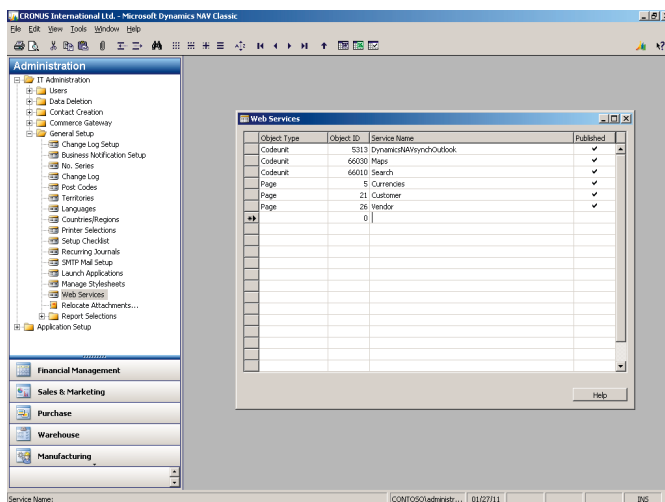 CRONUS International Ltd. - Microsoft Dynamics NAV Classic
File Edit View Tools Window Help
Administration
IT Administration
Users
Data Deletion
Contact Creation
Commerce Gateway
General Setup
Change Log Setup
Business Notification Setup
No. Series
Change Log
Post Codes
Territories
Languages
Countries/Regions
Printer Selections
Setup Checklist
Recurring Journals
SMTP Mail Setup
Launch Applications
Manage Stylesheets
Web Services
Relocate Attachments...
Report Selections
Application Setup
Financial Management
Sales & Marketing
Purchase
Warehouse
Manufacturing
Web Services
Object Type Object ID Service Name Published
Codeunit 5313 DynamicsNAVsynchOutlook
Codeunit 66030 Maps
Codeunit 66010 Search
Page 5 Currencies
Page 21 Customer
Page 26 Vendor
0
Help
Service Name: CONTOSO\administr... 01/27/11 INS